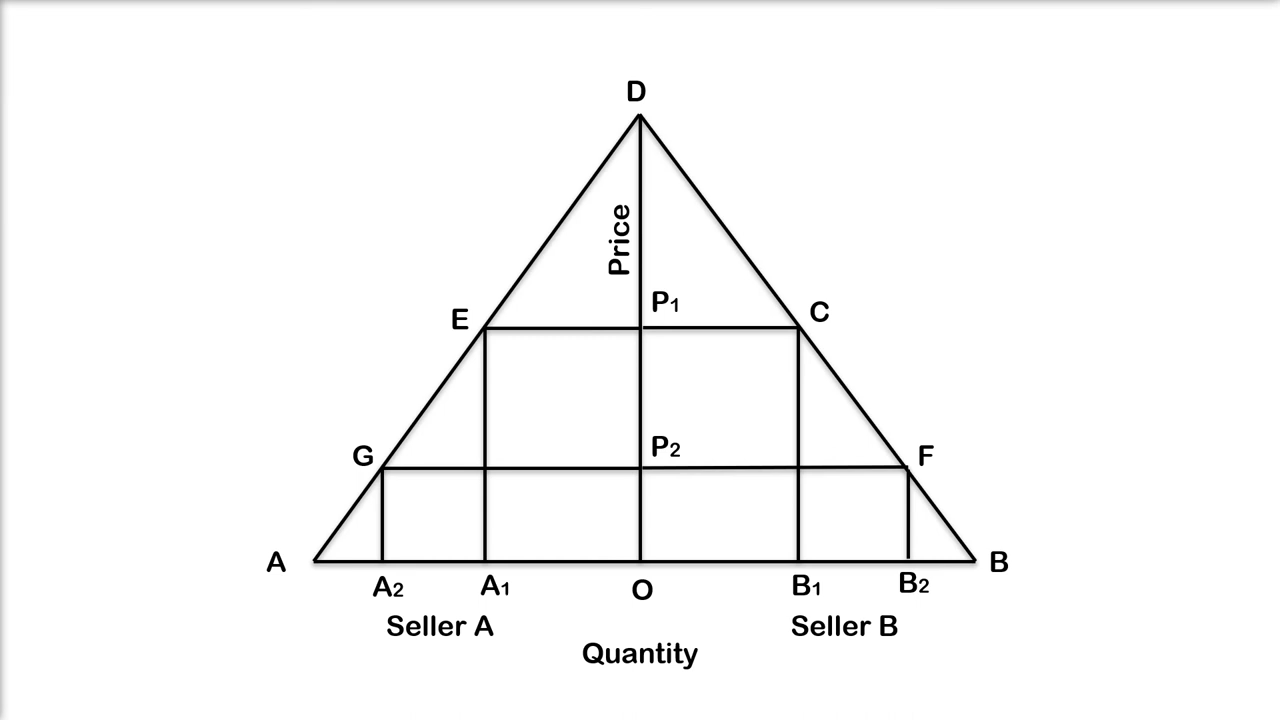 D
Price
P₁
E
C
P₂
G
F
A
B
A₂
A₁
O
B₁
B₂
Seller A
Seller B
Quantity